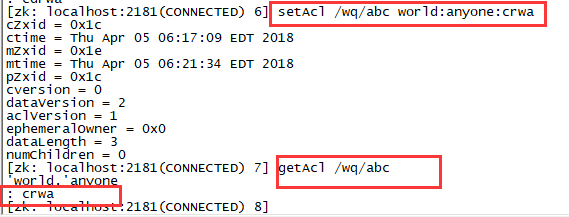 [zk: localhost:2181(CONNECTED) 6] setAcl /wq/abc world:anyone:crwa
cZxid = 0x1c
ctime = Thu Apr 05 06:17:09 EDT 2018
mZxid = 0x1e
mtime = Thu Apr 05 06:21:34 EDT 2018
pZxid = 0x1c
cversion = 0
dataVersion = 2
aclVersion = 1
ephemeralOwner = 0x0
dataLength = 3
numChildren = 0
[zk: localhost:2181(CONNECTED) 7] getAcl /wq/abc
'world,'anyone
: crwa
[zk: localhost:2181(CONNECTED) 8]